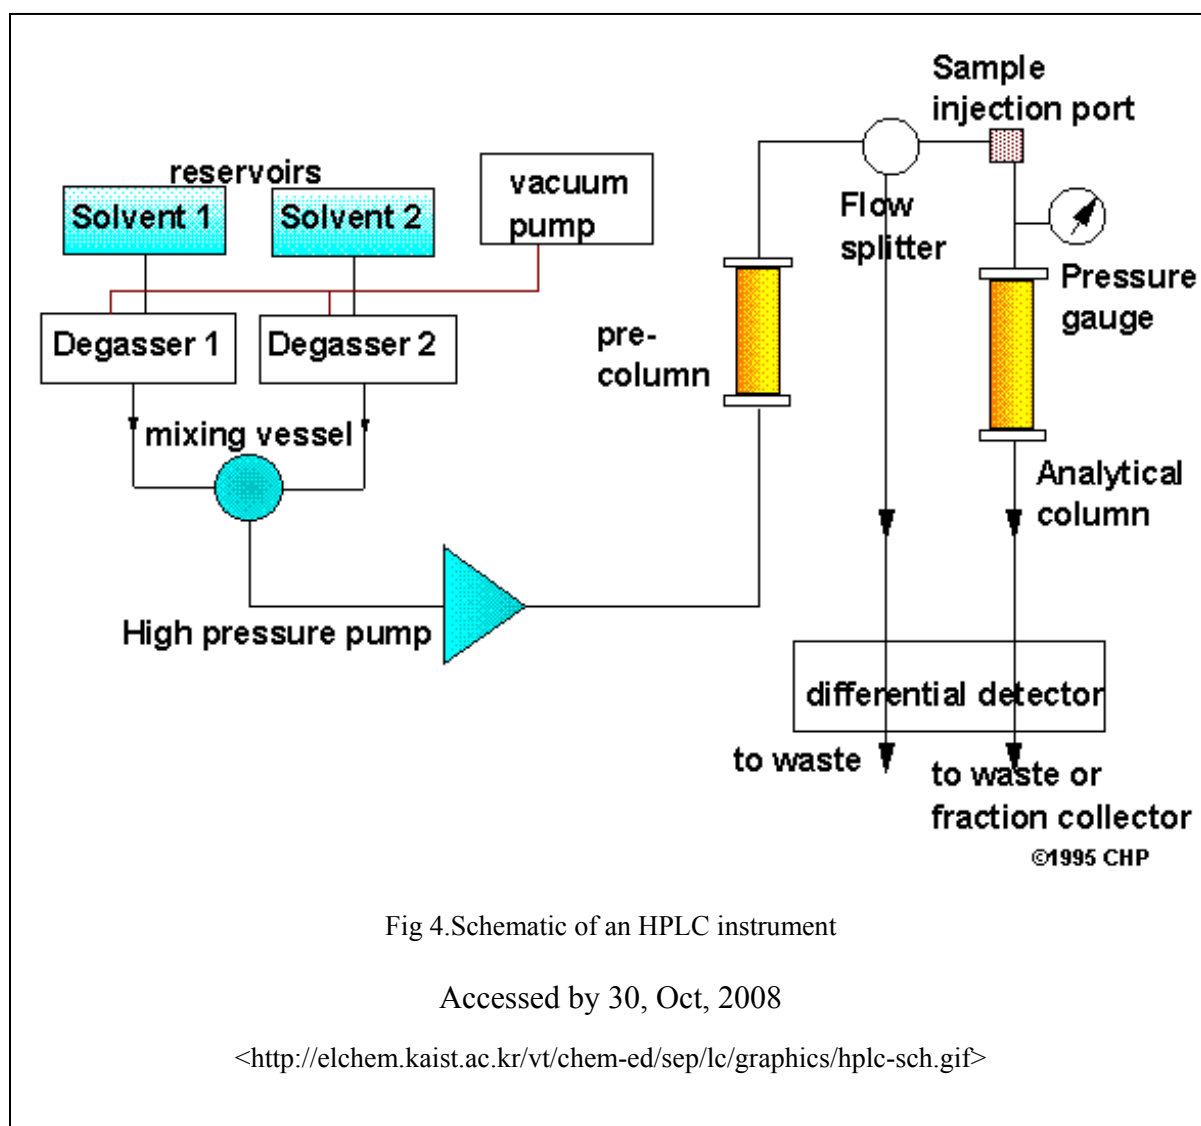 reservoirs
Solvent 1
Solvent 2
vacuum
pump
Degasser 1
Degasser 2
mixing vessel
High pressure pump
pre-
column
Sample
injection port
Flow
splitter
Pressure
gauge
Analytical
column
differential detector
to waste
to waste or
fraction collector
©1995 CHP
Fig 4.Schematic of an HPLC instrument
Accessed by 30, Oct, 2008
<http://elchem.kaist.ac.kr/vt/chem-ed/sep/lc/graphics/hplc-sch.gif>